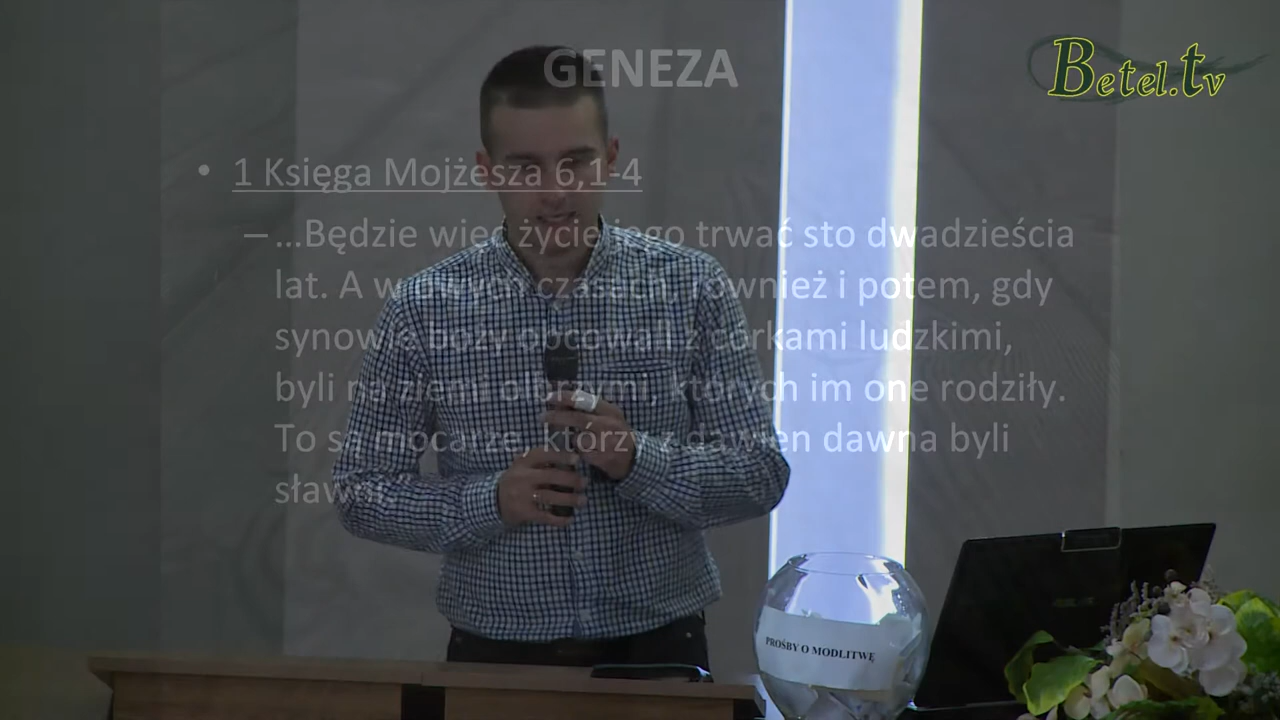 GENEZA
Betel.tv
• 1 Księga Mojżesza 6,1-4
– ...Będzie więc życie jego trwać sto dwadzieścia
lat. A w owych czasach, również i potem, gdy
synowie boży obcowali z córkami ludzkimi,
byli na ziemi olbrzymi, których im one rodziły.
To są mocarze, którzy z dawien dawna byli
sławni."
PROŚBY O MODLITWĘ